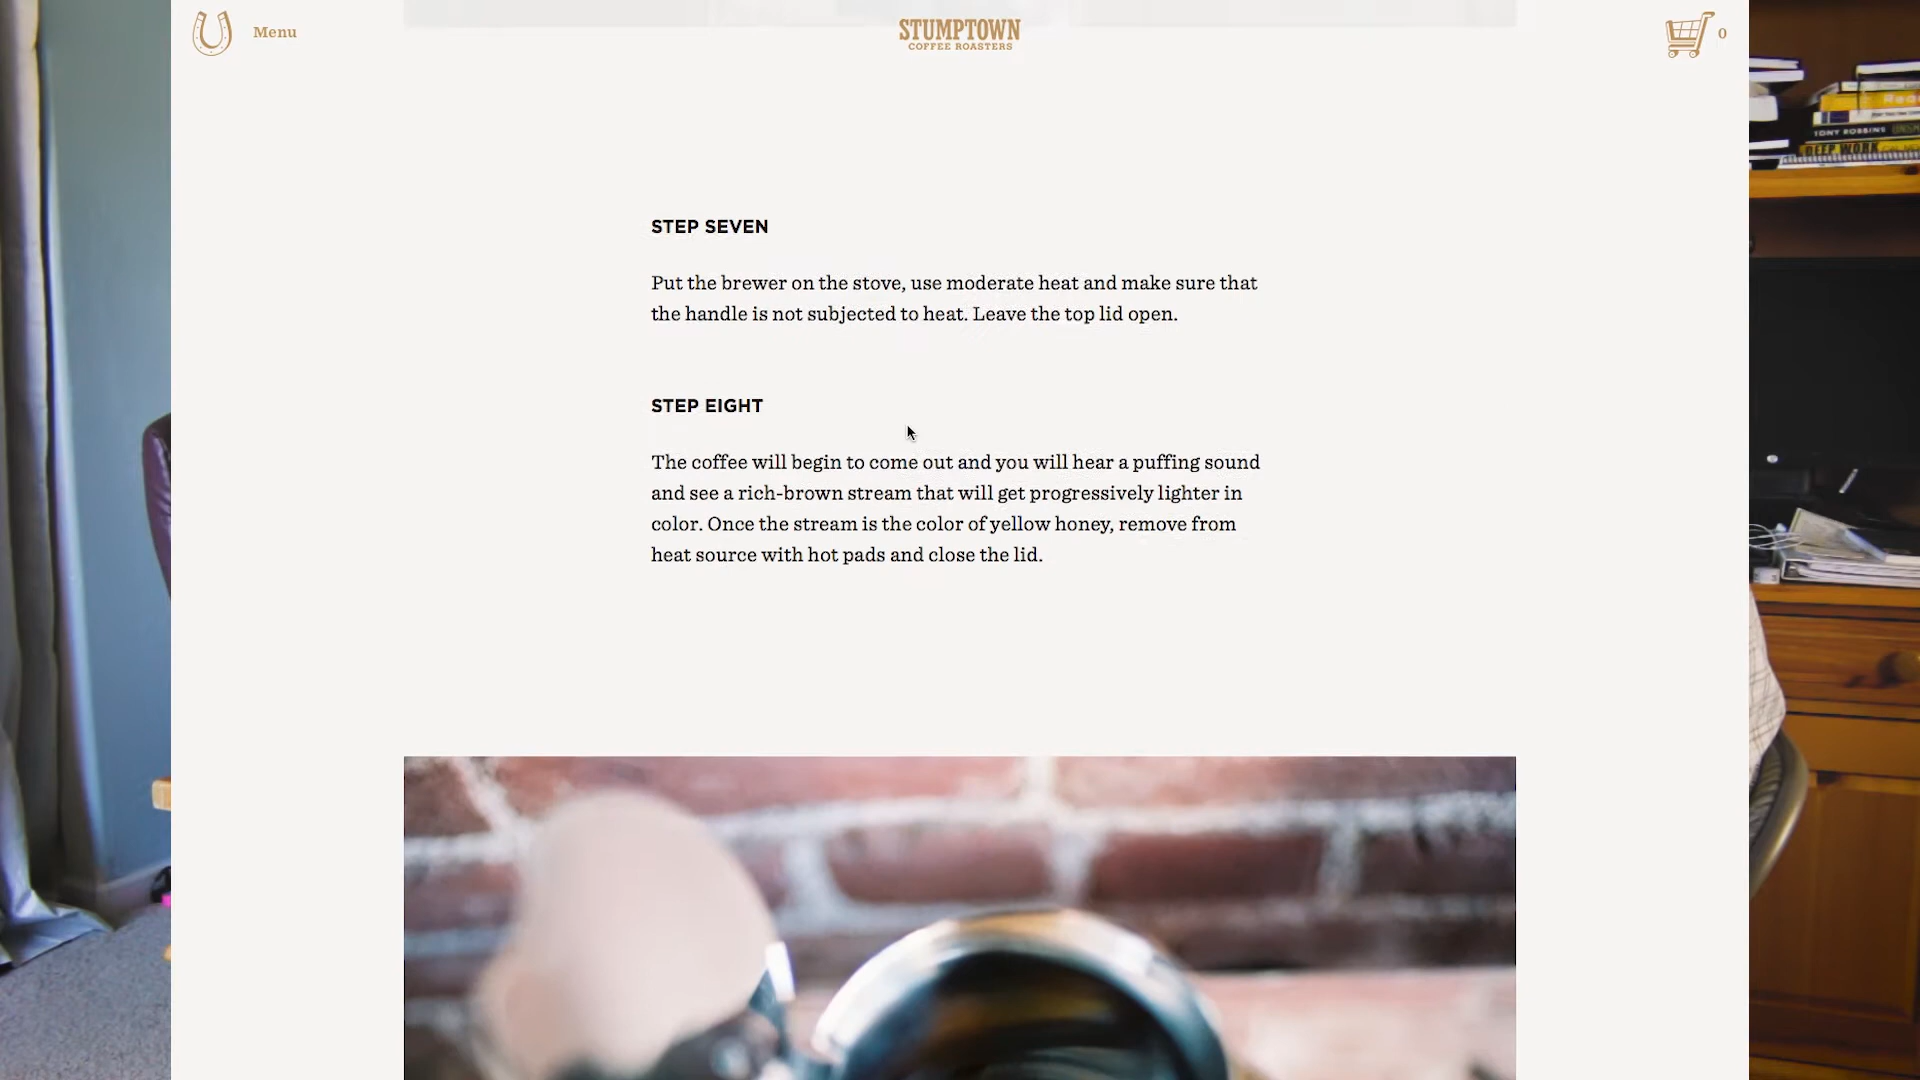 Menu
STUMPTOWN
COFFEE ROASTERS
0
STEP SEVEN
Put the brewer on the stove, use moderate heat and make sure that
the handle is not subjected to heat. Leave the top lid open.
STEP EIGHT
The coffee will begin to come out and you will hear a puffing sound
and see a rich-brown stream that will get progressively lighter in
color. Once the stream is the color of yellow honey, remove from
heat source with hot pads and close the lid.
TONY ROBBINS
DEEP WORK